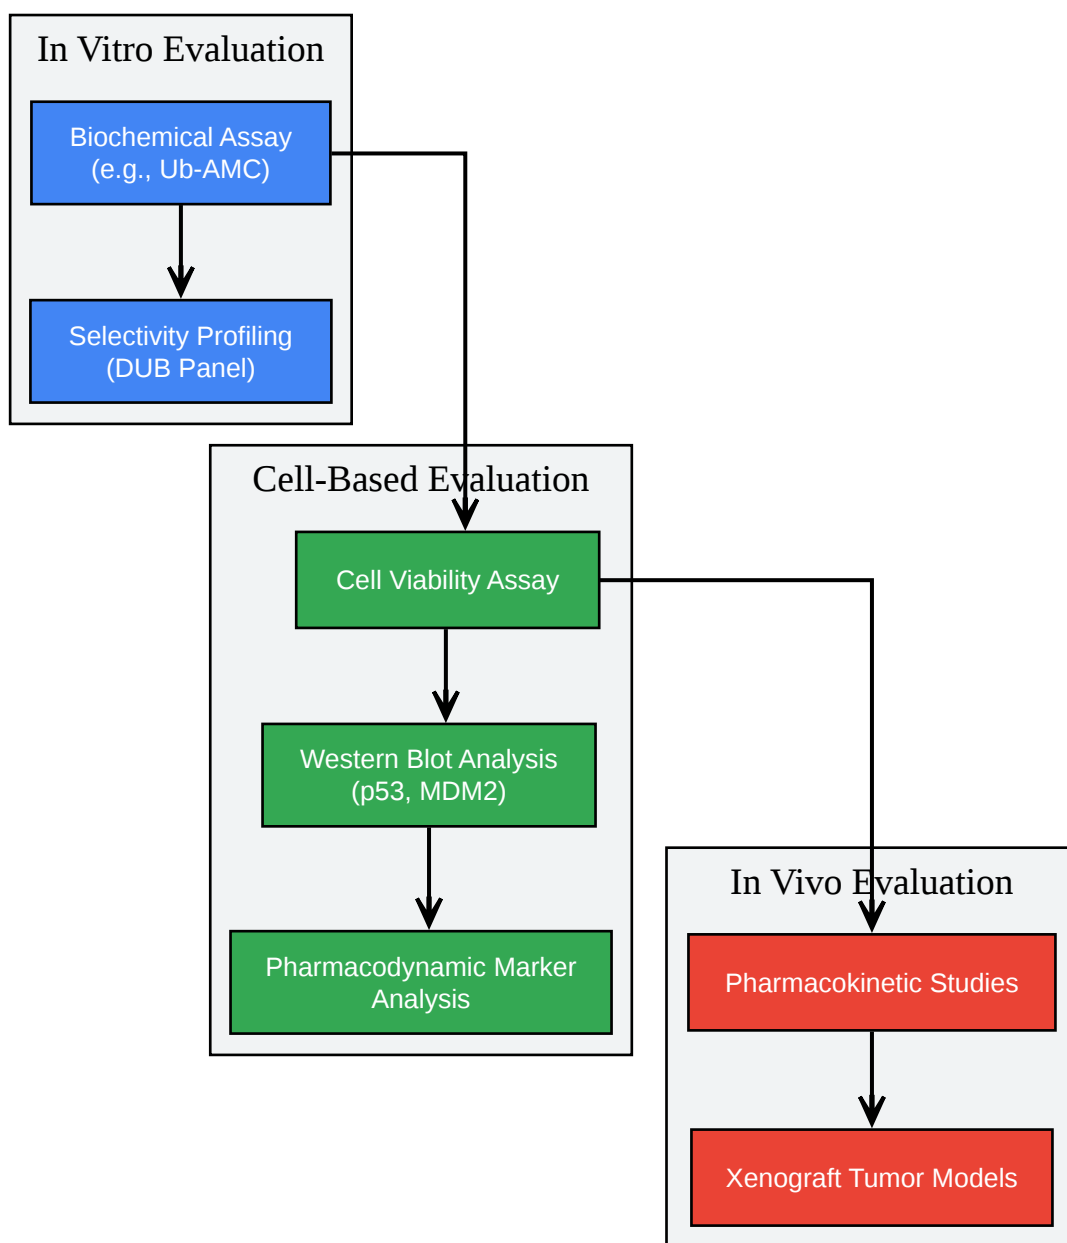 In Vitro Evaluation
Biochemical Assay
(e.g., Ub-AMC)
Selectivity Profiling
(DUB Panel)
Cell-Based Evaluation
Cell Viability Assay
Western Blot Analysis
(p53, MDM2)
Pharmacodynamic Marker
Analysis
In Vivo Evaluation
Pharmacokinetic Studies
Xenograft Tumor Models